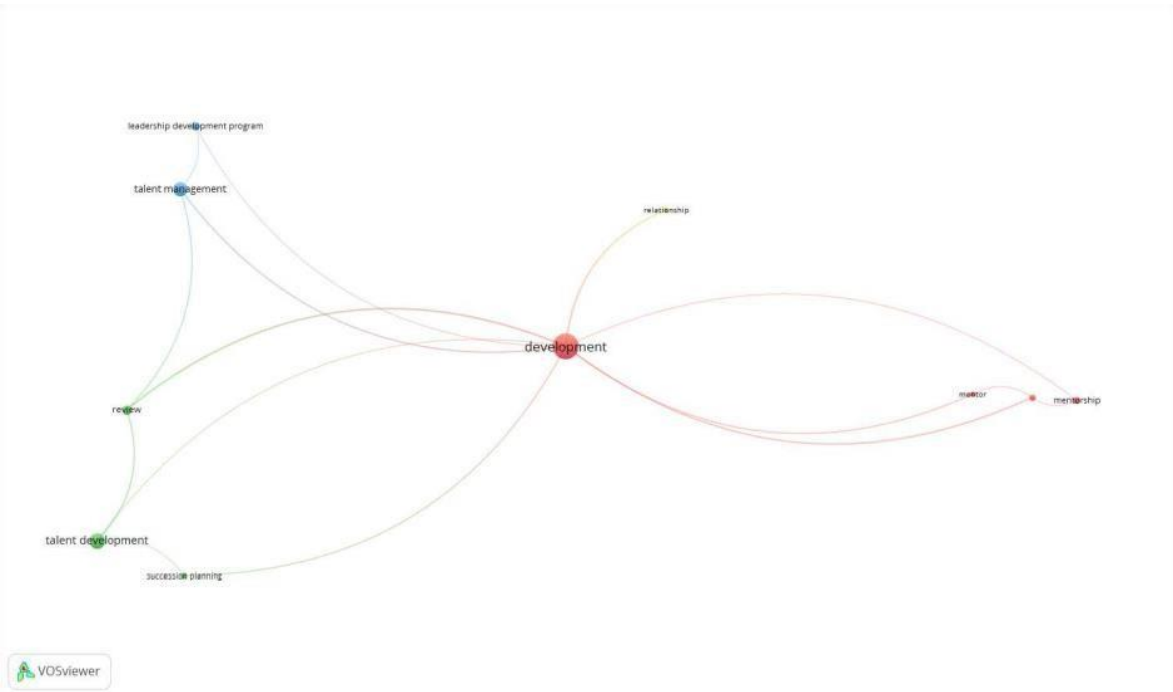 leadership development program
talent management
relationship
development
mentor
mentorship
review
talent development
succession planning
VOSviewer